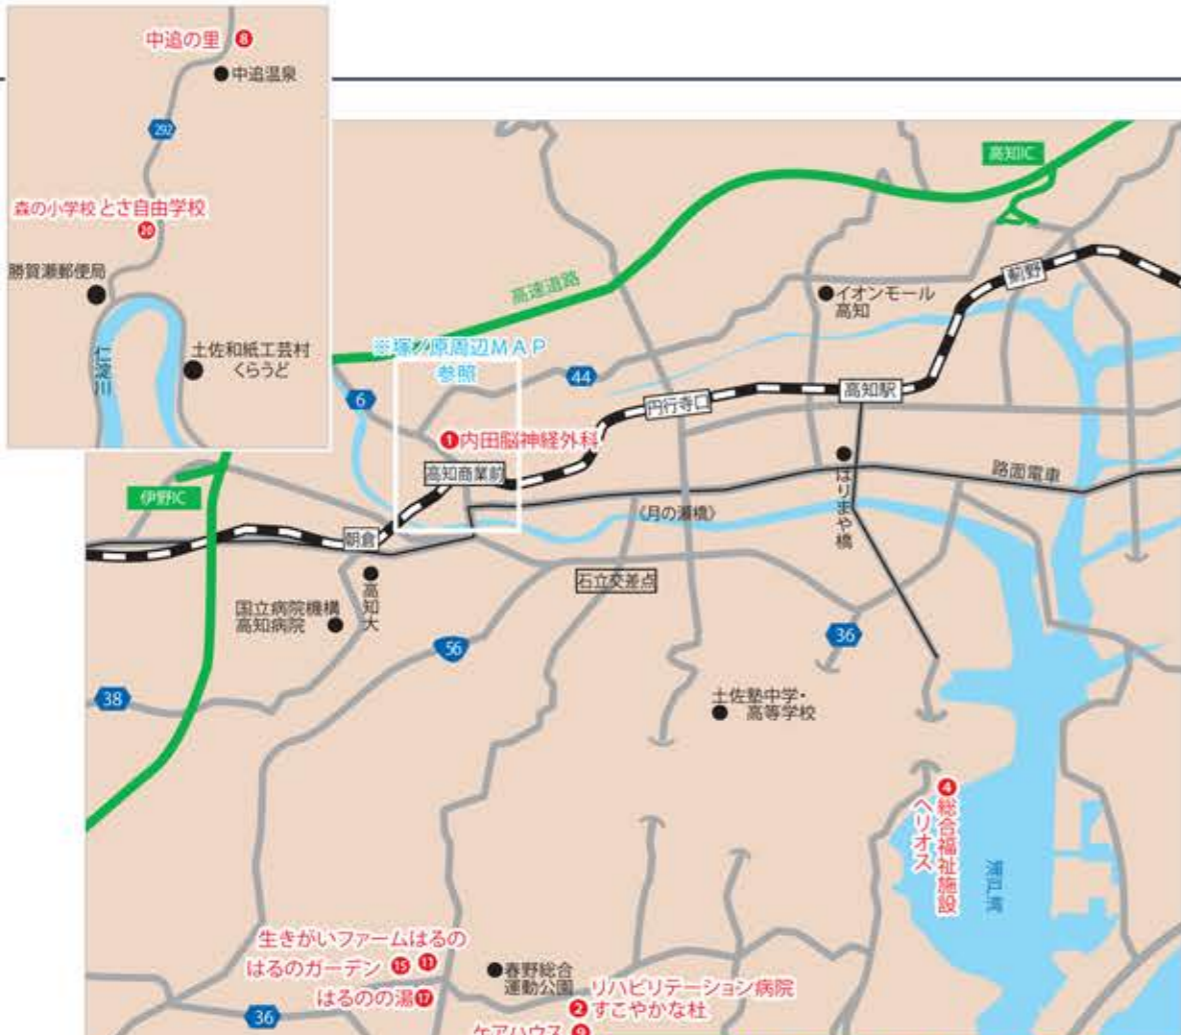 中追の里 8
中追温泉
292
森の小学校 とさ自由学校
20
勝賀瀬郵便局
仁淀川
土佐和紙工芸村
くらうど
高知IC
高速道路
薊野
イオンモール
高知
※塚ノ原周辺MAP
参照
44
6
円行寺口
高知駅
1 内田脳神経外科
高知商業前
路面電車
はりまや橋
伊野IC
《月の瀬橋》
朝倉
石立交差点
高知大
国立病院機構
高知病院
36
56
38
土佐塾中学・
高等学校
4 総合福祉施設
ヘリオス
浦戸湾
生きがいファームはるの
はるのガーデン 15 11
はるのの湯 17
春野総合
運動公園
リハビリテーション病院
2 すこやかな杜
36
ケアハウス 9